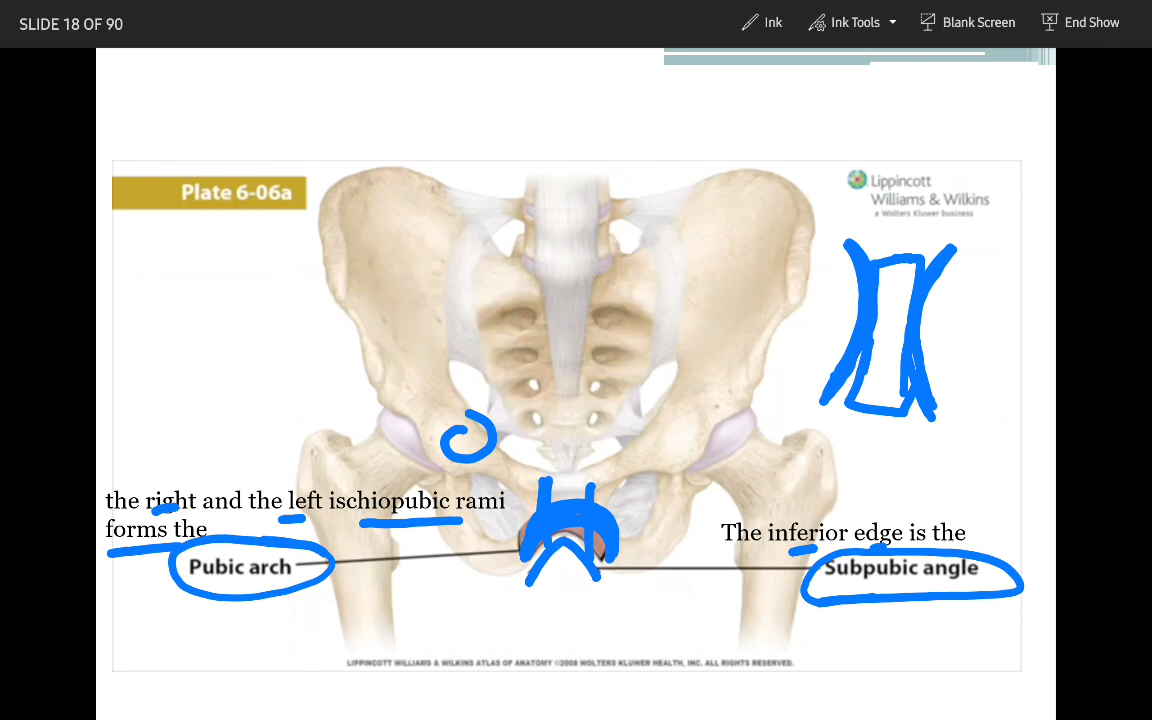 SLIDE 18 OF 90
Ink
Ink Tools
Blank Screen
End Show
Plate 6-06a
Lippincott
Williams & Wilkins
a Wolters Kluwer business
the right and the left ischiopubic rami
forms the
Pubic arch
The inferior edge is the
Subpubic angle
LIPPINCOTT WILLIAMS & WILKINS ATLAS OF ANATOMY ©2008 WOLTERS KLUWER HEALTH, INC. ALL RIGHTS RESERVED.